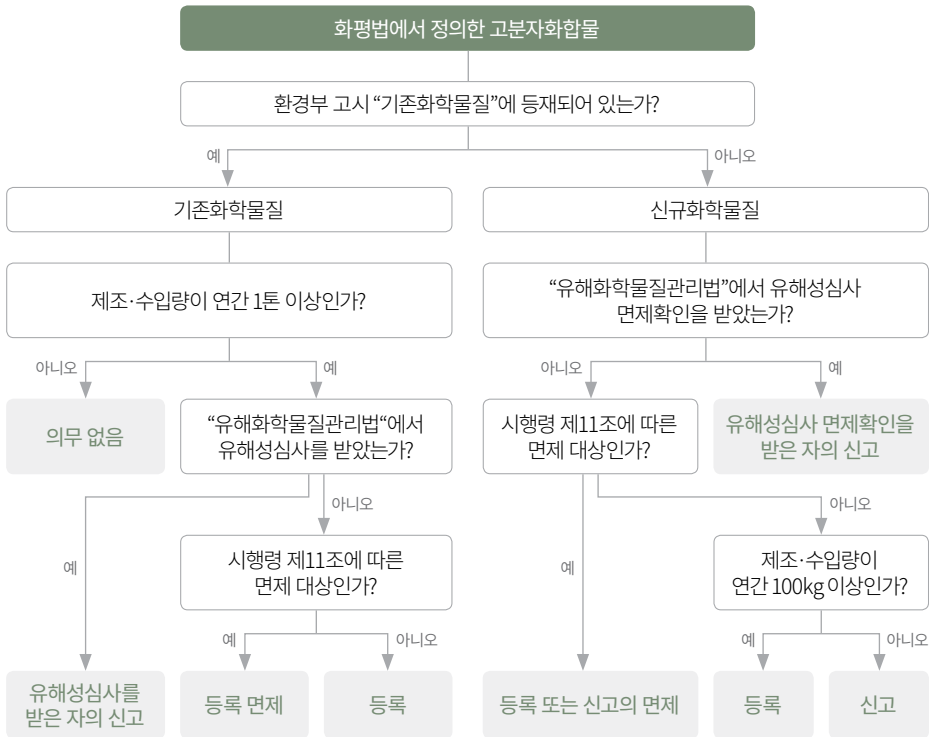 화평법에서 정의한 고분자화합물
환경부 고시 “기존화학물질”에 등재되어 있는가?
예
아니오
기존화학물질
신규화학물질
제조·수입량이 연간 1톤 이상인가?
“유해화학물질관리법”에서 유해성심사
면제확인을 받았는가?
아니오
예
아니오
예
의무 없음
“유해화학물질관리법“에서
유해성심사를 받았는가?
시행령 제11조에 따른
면제 대상인가?
유해성심사 면제확인을
받은 자의 신고
아니오
아니오
예
시행령 제11조에 따른
면제 대상인가?
예
제조·수입량이
연간 100kg 이상인가?
예
아니오
예
아니오
유해성심사를
받은 자의 신고
등록 면제
등록
등록 또는 신고의 면제
등록
신고